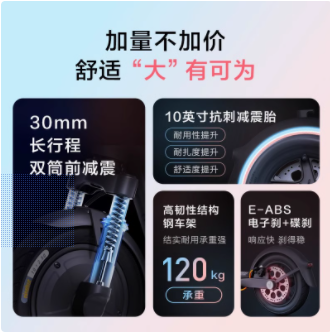 加量不加价
舒适“大”有可为
30mm
长行程
双筒前减震
10英寸抗刺减震胎
耐用性提升
耐扎度提升
舒适度提升
高韧性结构
钢车架
结实耐用承重强
120kg
承重
E-ABS
电子刹+碟刹
响应快 刹得稳